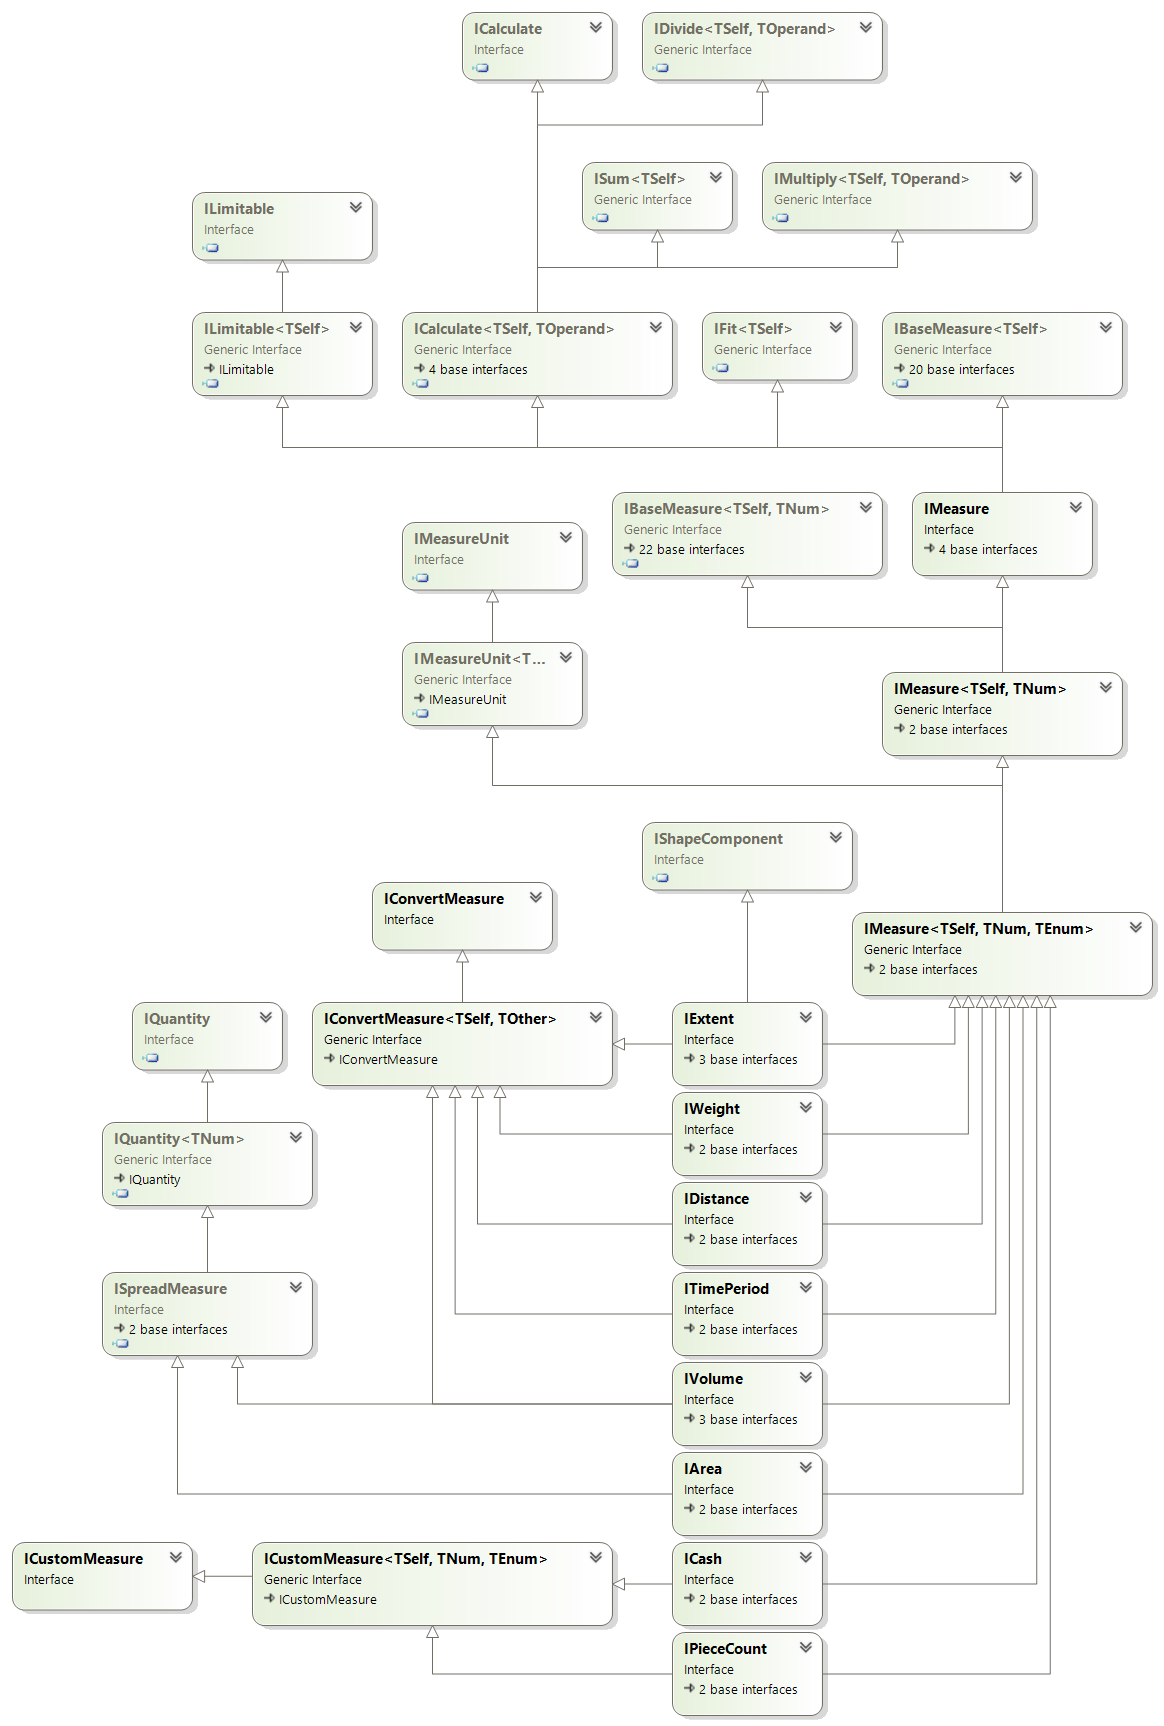 ICalculate
Interface
IDivide<TSelf, TOperand>
Generic Interface
ISum<TSelf>
Generic Interface
IMultiply<TSelf, TOperand>
Generic Interface
ILimitable
Interface
ILimitable<TSelf>
Generic Interface
ILimitable
ICalculate<TSelf, TOperand>
Generic Interface
4 base interfaces
IFit<TSelf>
Generic Interface
IBaseMeasure<TSelf>
Generic Interface
20 base interfaces
IBaseMeasure<TSelf, TNum>
Generic Interface
22 base interfaces
IMeasure
Interface
4 base interfaces
IMeasureUnit
Interface
IMeasureUnit<T...
Generic Interface
IMeasureUnit
IMeasure<TSelf, TNum>
Generic Interface
2 base interfaces
IShapeComponent
Interface
IConvertMeasure
Interface
IMeasure<TSelf, TNum, TEnum>
Generic Interface
2 base interfaces
IQuantity
Interface
IConvertMeasure<TSelf, TOther>
Generic Interface
IConvertMeasure
IExtent
Interface
3 base interfaces
IWeight
Interface
2 base interfaces
IQuantity<TNum>
Generic Interface
IQuantity
IDistance
Interface
2 base interfaces
ISpreadMeasure
Interface
2 base interfaces
ITimePeriod
Interface
2 base interfaces
IVolume
Interface
3 base interfaces
IArea
Interface
2 base interfaces
ICustomMeasure
Interface
ICustomMeasure<TSelf, TNum, TEnum>
Generic Interface
ICustomMeasure
ICash
Interface
2 base interfaces
IPieceCount
Interface
2 base interfaces